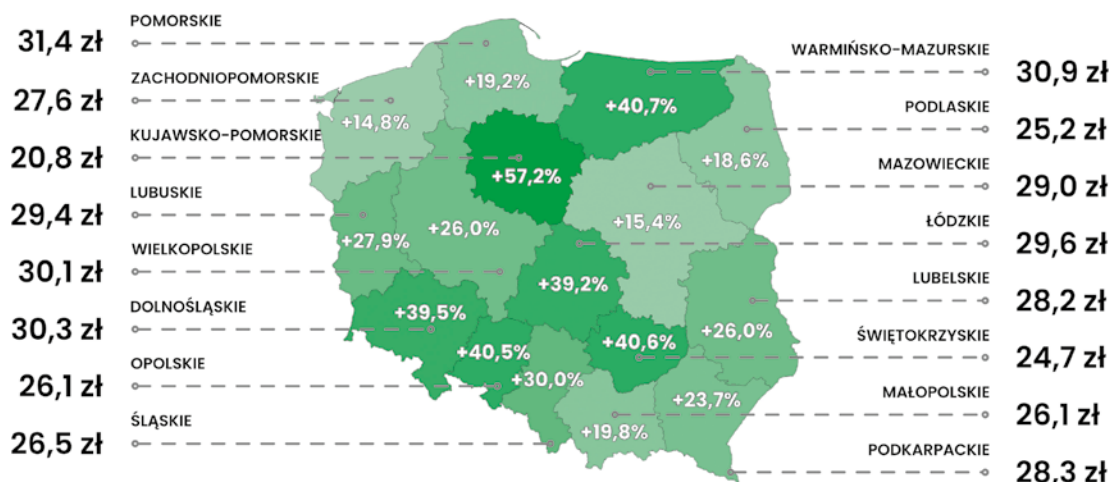 POMORSKIE
31,4 zł
ZACHODNIOPOMORSKIE
27,6 zł
KUJAWSKO-POMORSKIE
20,8 zł
LUBUSKIE
29,4 zł
WIELKOPOLSKIE
30,1 zł
DOLNOŚLĄSKIE
30,3 zł
OPOLSKIE
26,1 zł
ŚLĄSKIE
26,5 zł
+19,2%
+40,7%
+14,8%
+18,6%
+57,2%
+15,4%
+26,0%
+27,9%
+39,2%
+39,5%
+26,0%
+40,5%
+40,6%
+30,0%
+23,7%
+19,8%
WARMIŃSKO-MAZURSKIE
30,9 zł
PODLASKIE
25,2 zł
MAZOWIECKIE
29,0 zł
ŁÓDZKIE
29,6 zł
LUBELSKIE
28,2 zł
ŚWIĘTOKRZYSKIE
24,7 zł
MAŁOPOLSKIE
26,1 zł
PODKARPACKIE
28,3 zł